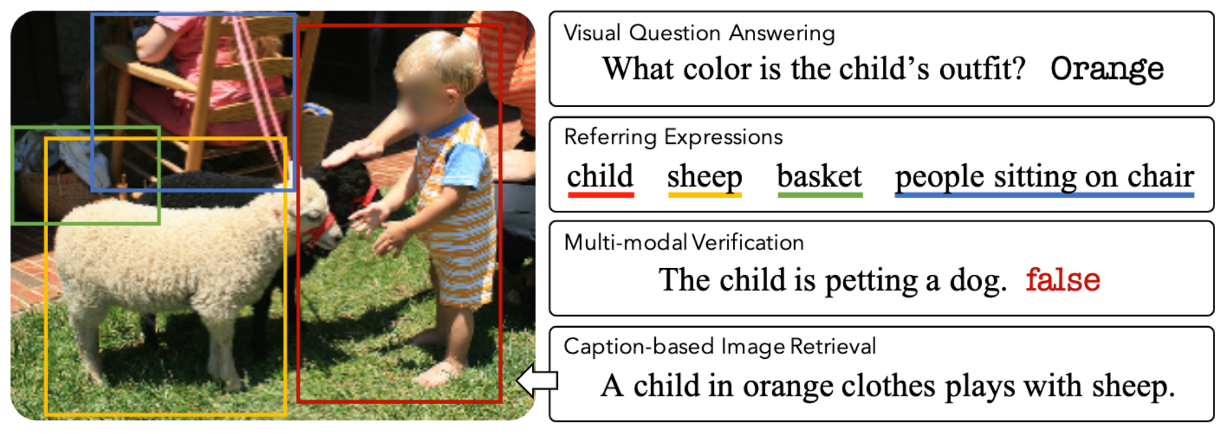 Visual Question Answering
What color is the child's outfit? Orange
Referring Expressions
child sheep basket people sitting on chair
Multi-modal Verification
The child is petting a dog. false
Caption-based Image Retrieval
A child in orange clothes plays with sheep.